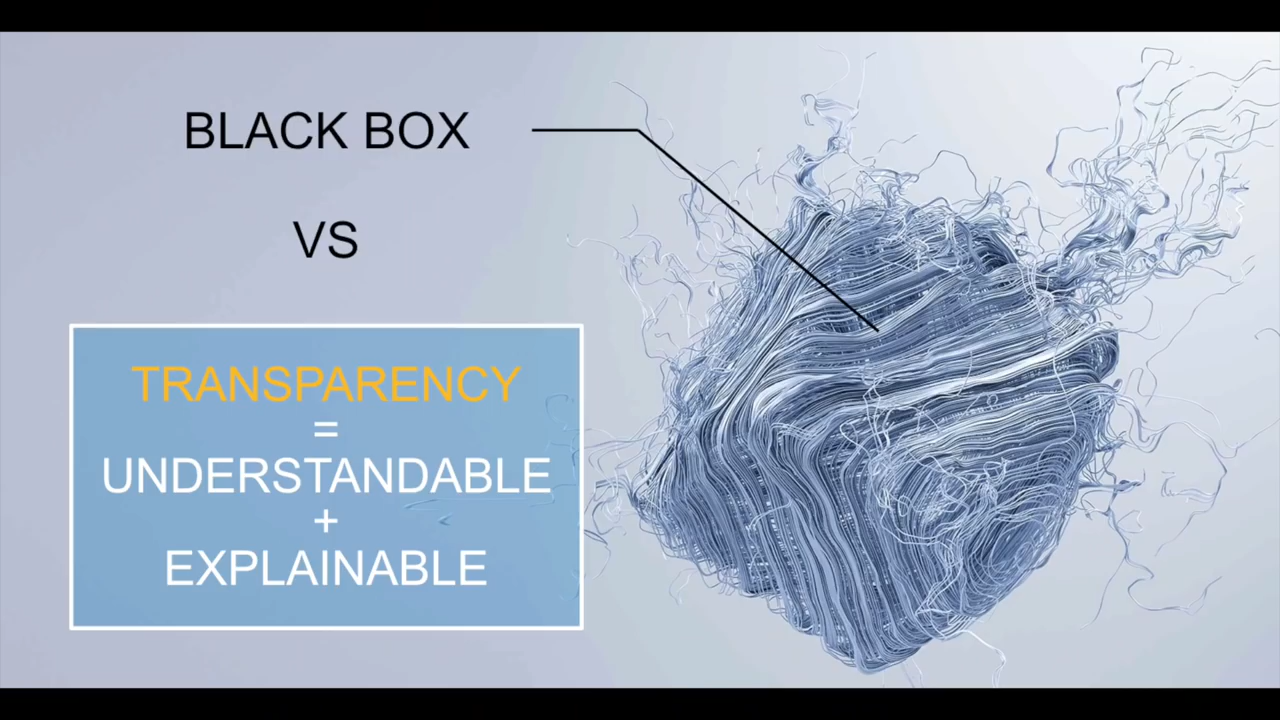 BLACK BOX
VS
TRANSPARENCY
=
UNDERSTANDABLE
+
EXPLAINABLE